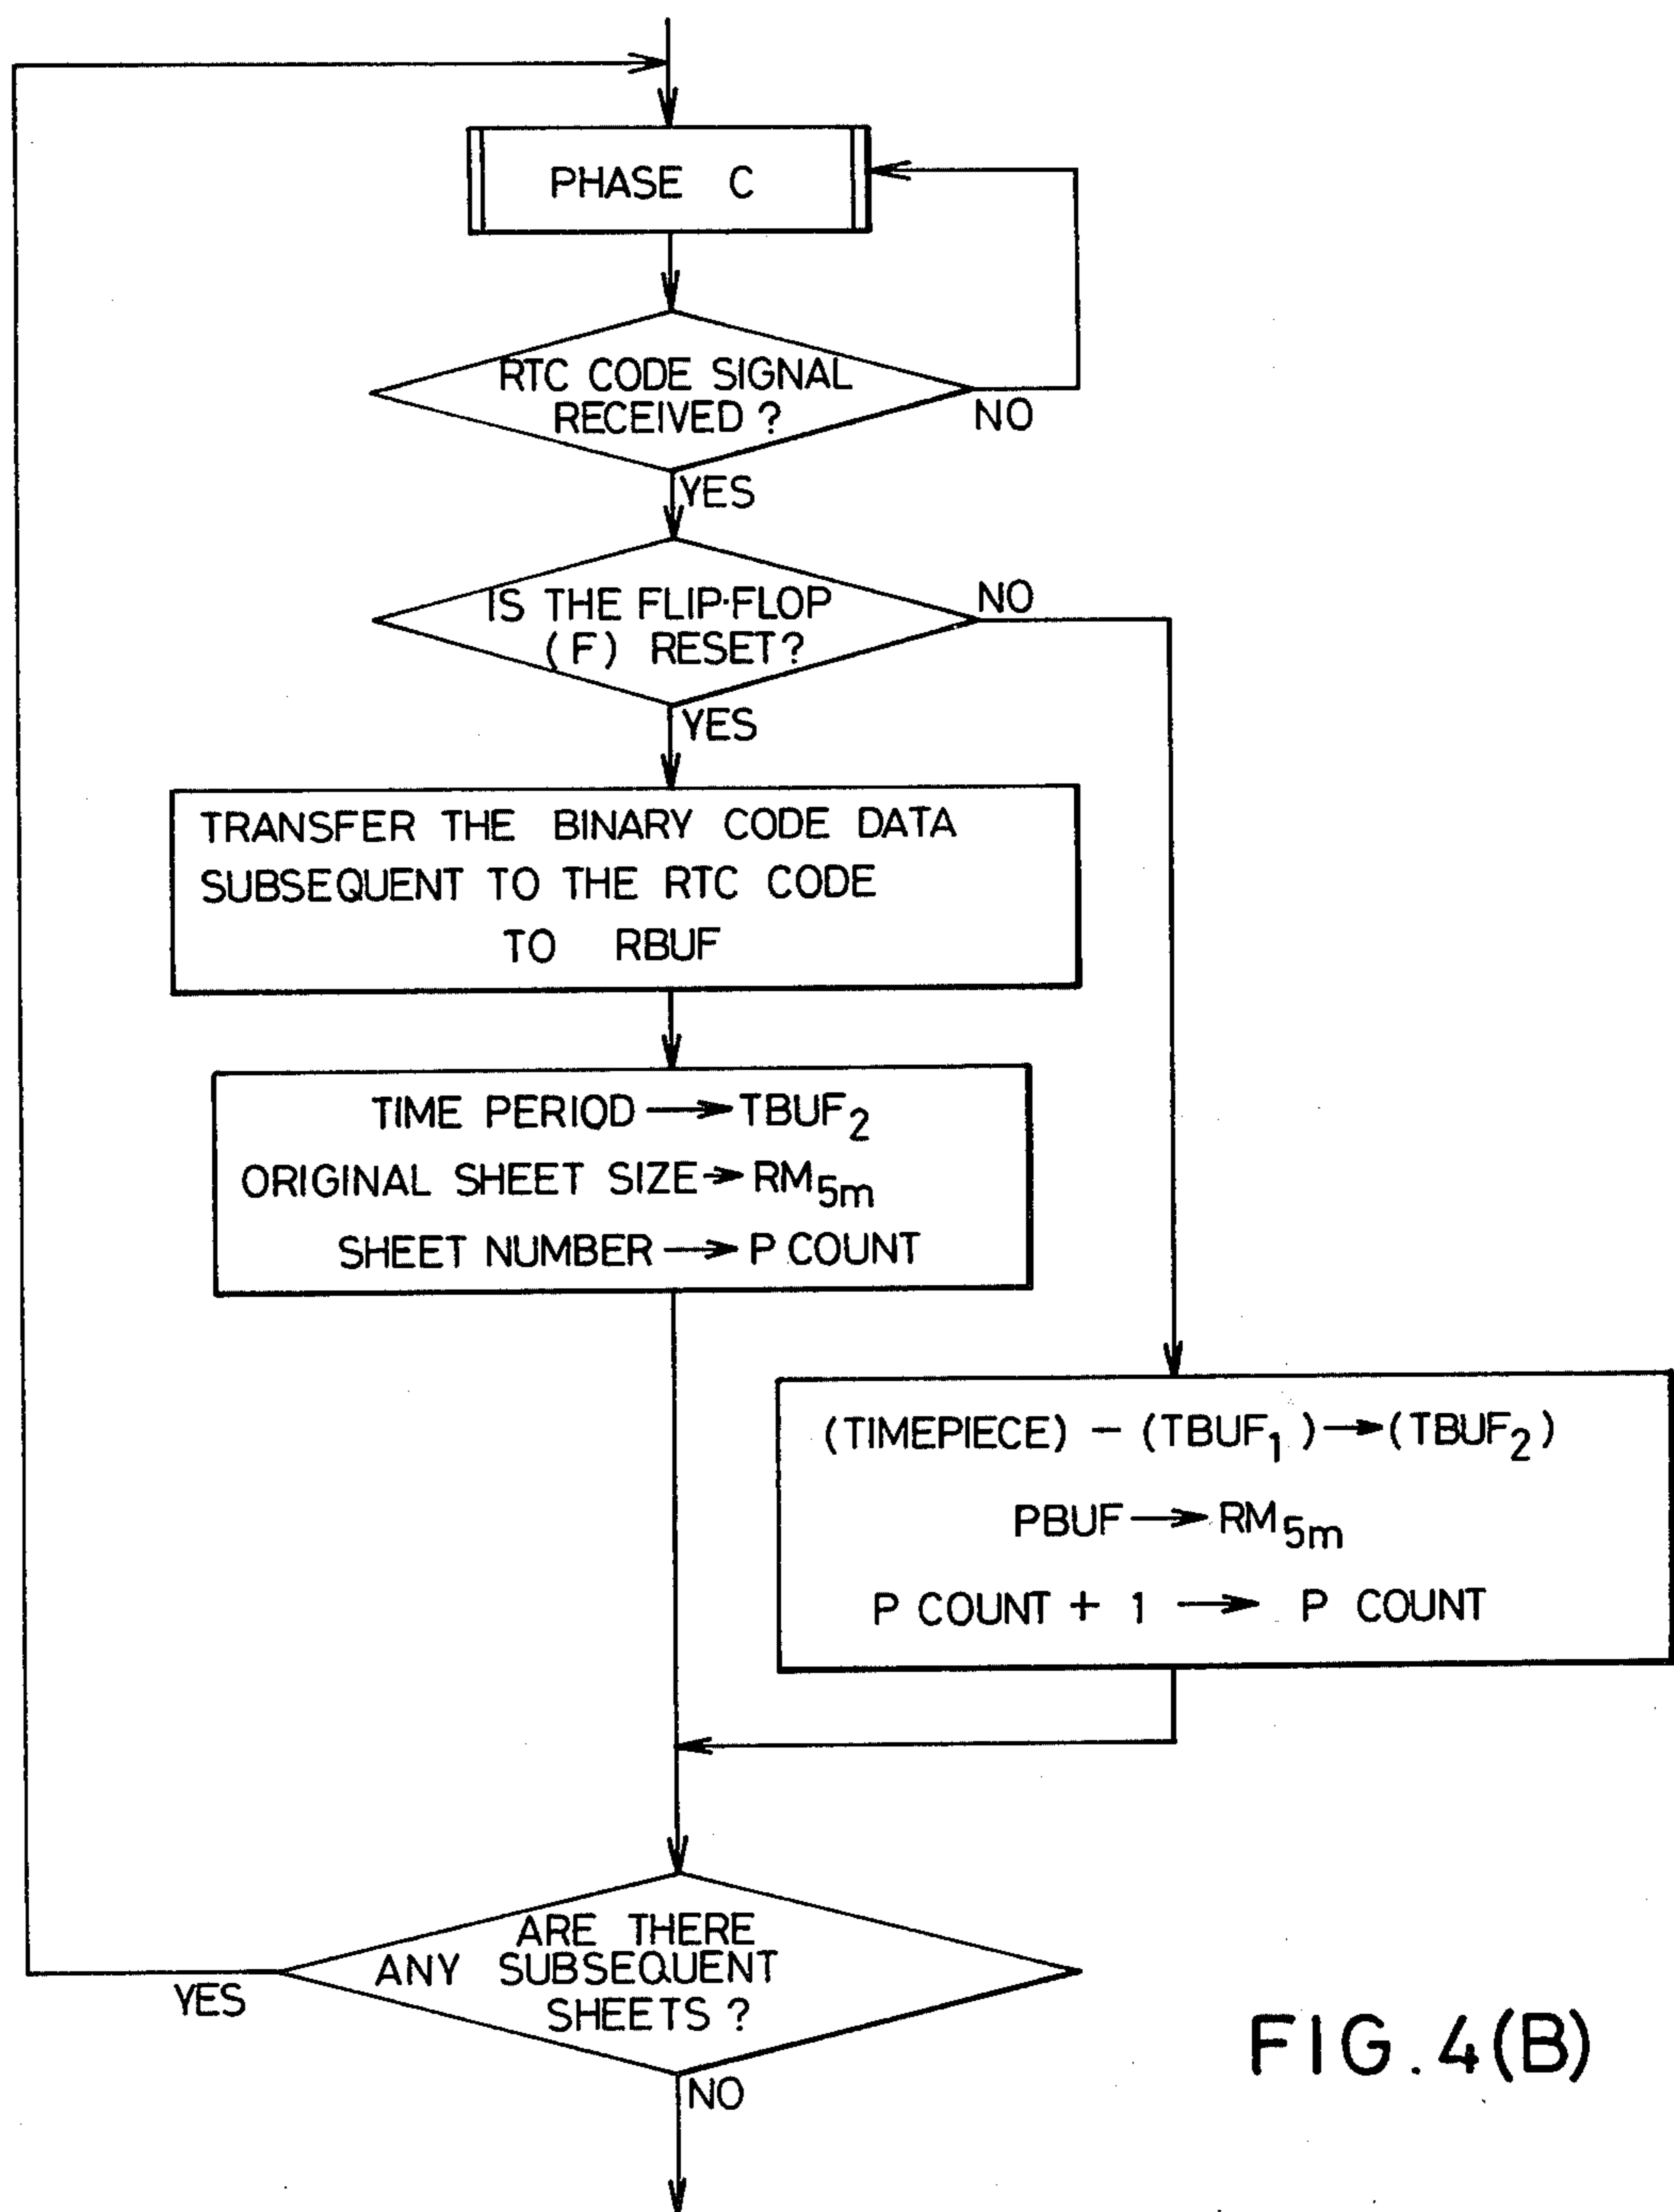 PHASE C
RTC CODE SIGNAL
RECEIVED ?
NO
YES
IS THE FLIP·FLOP
(F) RESET?
NO
YES
TRANSFER THE BINARY CODE DATA
SUBSEQUENT TO THE RTC CODE
TO RBUF
TIME PERIOD → TBUF2
ORIGINAL SHEET SIZE → RM5m
SHEET NUMBER → P COUNT
(TIMEPIECE) − (TBUF1) → (TBUF2)
PBUF → RM5m
P COUNT + 1 → P COUNT
ARE THERE
ANY SUBSEQUENT
SHEETS ?
YES
NO
FIG. 4(B)